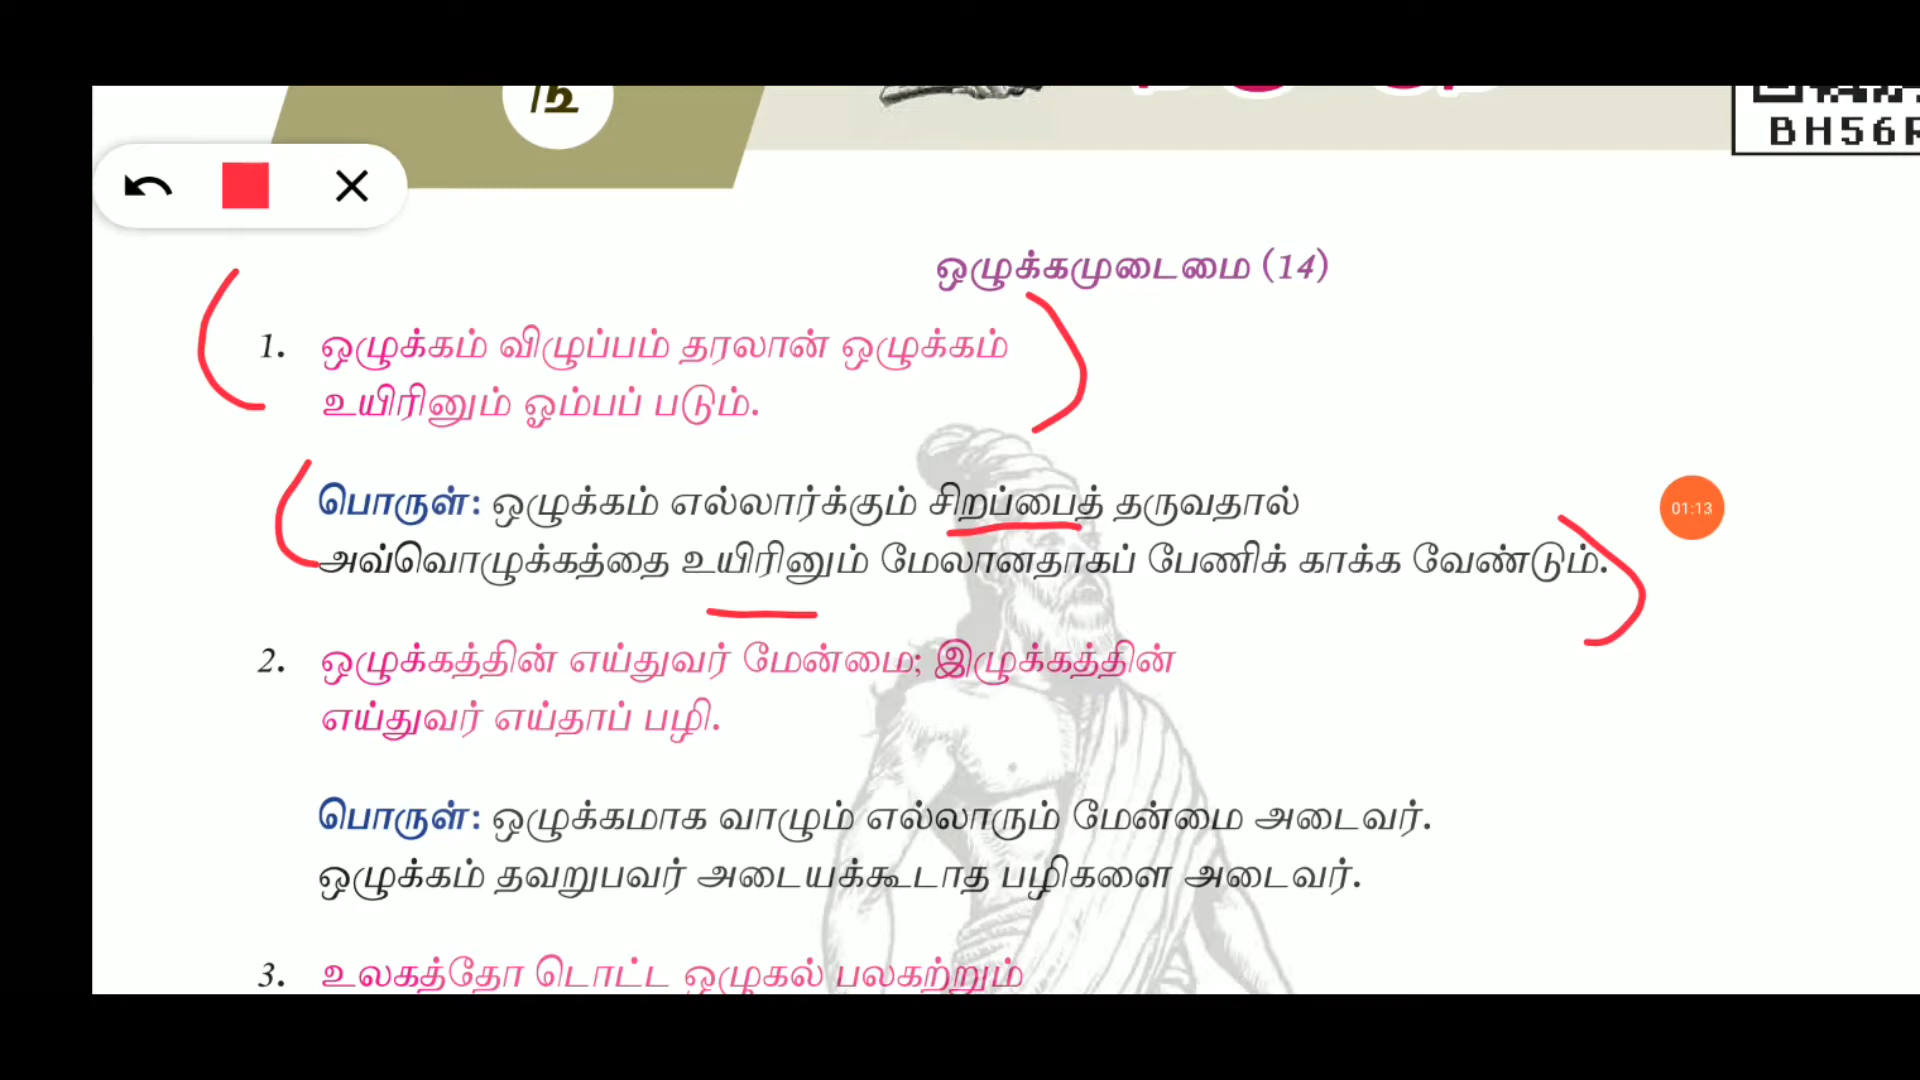 BH56R
ஒழுக்கமுடைமை (14)
1. ஒழுக்கம் விழுப்பம் தரலான் ஒழுக்கம்
உயிரினும் ஓம்பப் படும்.
பொருள்: ஒழுக்கம் எல்லார்க்கும் சிறப்பைத் தருவதால்
அவ்வொழுக்கத்தை உயிரினும் மேலானதாகப் பேணிக் காக்க வேண்டும்.
01:13
2. ஒழுக்கத்தின் எய்துவர் மேன்மை; இழுக்கத்தின்
எய்துவர் எய்தாப் பழி.
பொருள்: ஒழுக்கமாக வாழும் எல்லாரும் மேன்மை அடைவர்.
ஒழுக்கம் தவறுபவர் அடையக்கூடாத பழிகளை அடைவர்.
3. உலகத்தோ டொட்ட ஒழுகல் பலகற்றும்